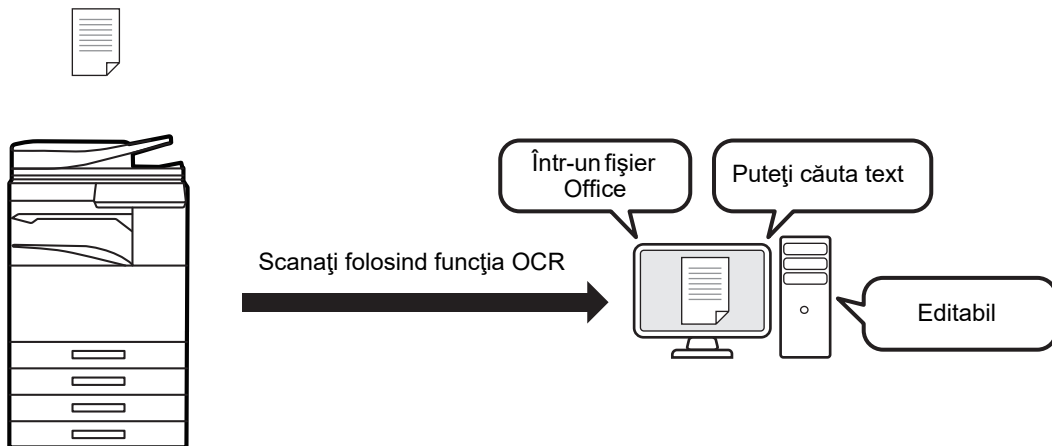 Într-un fişier
Office
Puteţi căuta text
Scanaţi folosind funcţia OCR
Editabil